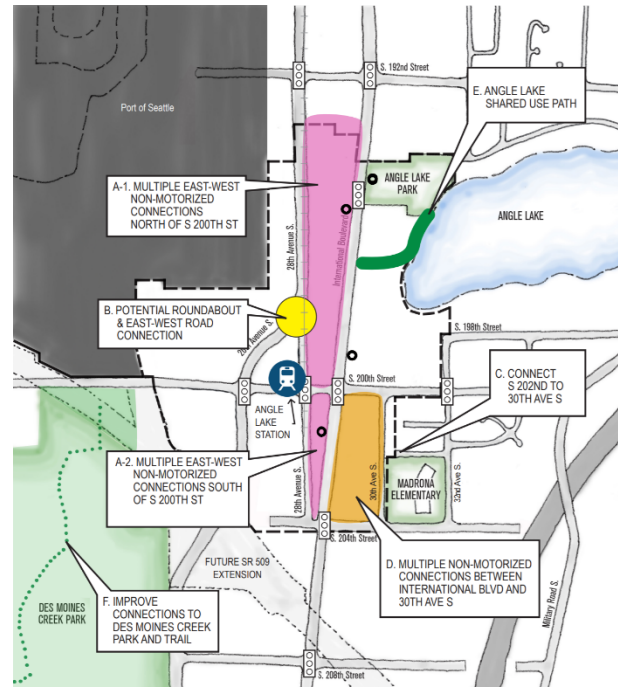 S. 192nd Street
E. ANGLE LAKE
SHARED USE PATH
Port of Seattle
A-1. MULTIPLE EAST-WEST
NON-MOTORIZED
CONNECTIONS
NORTH OF S 200TH ST
ANGLE LAKE
PARK
ANGLE LAKE
28th Avenue S.
International Boulevard
B. POTENTIAL ROUNDABOUT
& EAST-WEST ROAD
CONNECTION
26th Avenue S.
S. 198th Street
S. 200th Street
C. CONNECT
S 202ND TO
30TH AVE S
ANGLE
LAKE
STATION
A-2. MULTIPLE EAST-WEST
NON-MOTORIZED
CONNECTIONS SOUTH
OF S 200TH ST
28th Avenue S.
30th Ave S.
MADRONA
ELEMENTARY
32nd Ave S.
S. 204th Street
FUTURE SR 509
EXTENSION
D. MULTIPLE NON-MOTORIZED
CONNECTIONS BETWEEN
INTERNATIONAL BLVD AND
30TH AVE S
Military Road S.
DES MOINES
CREEK PARK
F. IMPROVE
CONNECTIONS TO
DES MOINES CREEK
PARK AND TRAIL
S. 208th Street